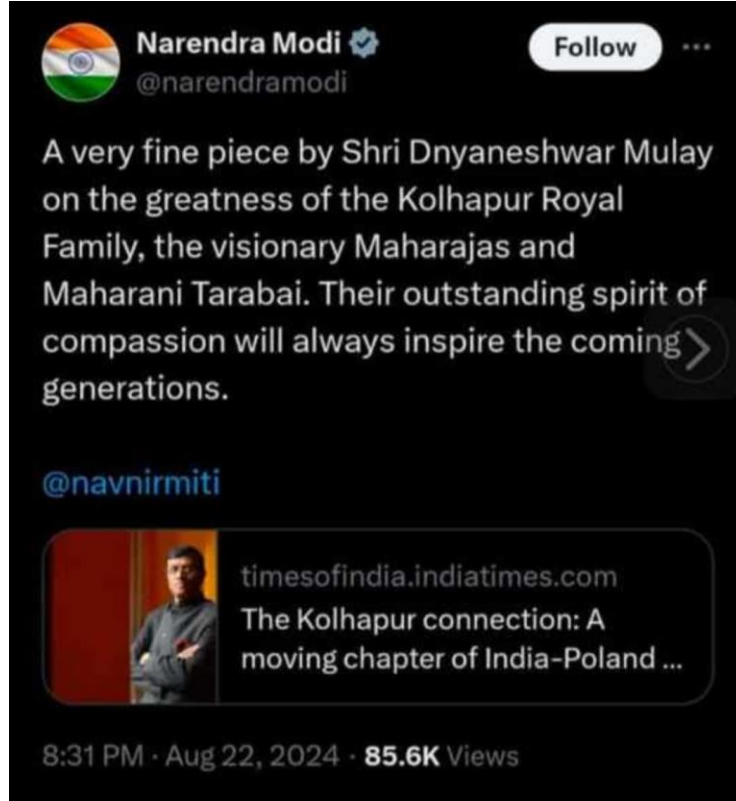 Narendra Modi
Follow
@narendramodi
A very fine piece by Shri Dnyaneshwar Mulay
on the greatness of the Kolhapur Royal
Family, the visionary Maharajas and
Maharani Tarabai. Their outstanding spirit of
compassion will always inspire the coming
generations.
@navnirmiti
timesofindia.indiatimes.com
The Kolhapur connection: A
moving chapter of India-Poland ...
8:31 PM · Aug 22, 2024 · 85.6K Views